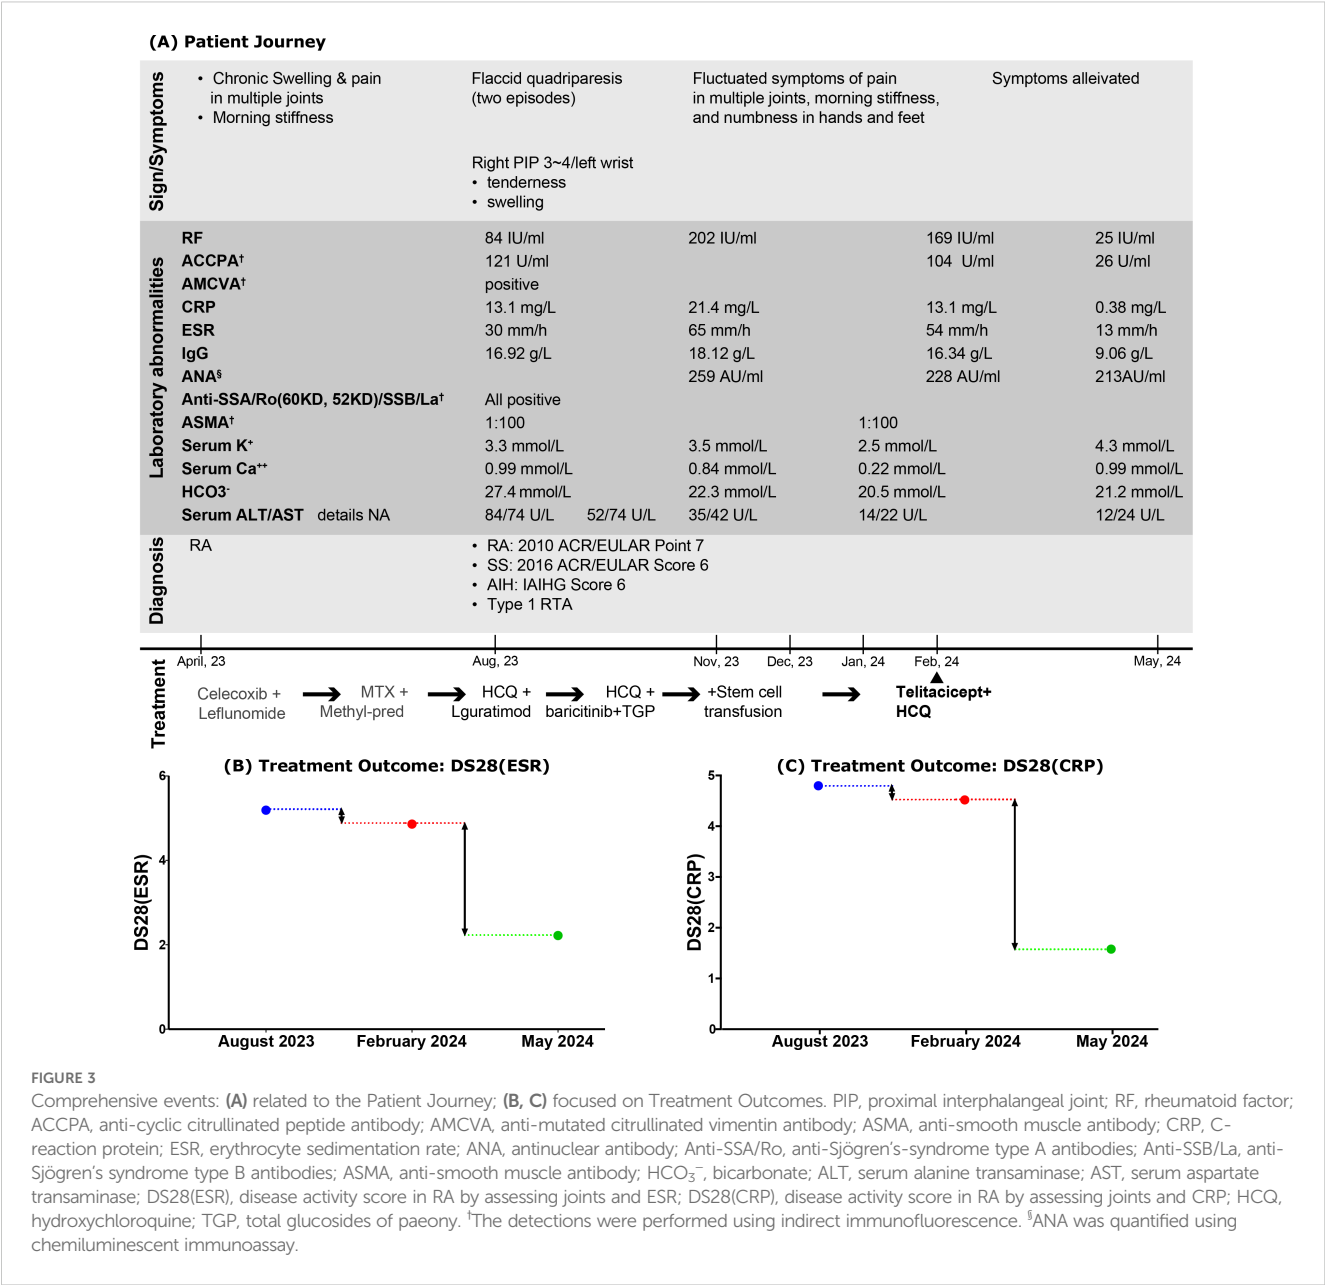 (A) Patient Journey
Sign/Symptoms
• Chronic Swelling & pain
in multiple joints
• Morning stiffness
Flaccid quadriparesis
(two episodes)
Right PIP 3~4/left wrist
• tenderness
• swelling
Fluctuated symptoms of pain
in multiple joints, morning stiffness,
and numbness in hands and feet
Symptoms alleivated
Laboratory abnormalities
RF 84 IU/ml 202 IU/ml 169 IU/ml 25 IU/ml
ACCPA† 121 U/ml 104 U/ml 26 U/ml
AMCVA† positive
CRP 13.1 mg/L 21.4 mg/L 13.1 mg/L 0.38 mg/L
ESR 30 mm/h 65 mm/h 54 mm/h 13 mm/h
IgG 16.92 g/L 18.12 g/L 16.34 g/L 9.06 g/L
ANA§ 259 AU/ml 228 AU/ml 213AU/ml
Anti-SSA/Ro(60KD, 52KD)/SSB/La† All positive
ASMA† 1:100 1:100
Serum K⁺ 3.3 mmol/L 3.5 mmol/L 2.5 mmol/L 4.3 mmol/L
Serum Ca⁺⁺ 0.99 mmol/L 0.84 mmol/L 0.22 mmol/L 0.99 mmol/L
HCO3⁻ 27.4 mmol/L 22.3 mmol/L 20.5 mmol/L 21.2 mmol/L
Serum ALT/AST details NA 84/74 U/L 52/74 U/L 35/42 U/L 14/22 U/L 12/24 U/L
Diagnosis
RA
• RA: 2010 ACR/EULAR Point 7
• SS: 2016 ACR/EULAR Score 6
• AIH: IAIHG Score 6
• Type 1 RTA
April, 23 Aug, 23 Nov, 23 Dec, 23 Jan, 24 Feb, 24 May, 24
Treatment
Celecoxib +
Leflunomide
MTX +
Methyl-pred
HCQ +
Lguratimod
HCQ +
baricitinib+TGP
+Stem cell
transfusion
Telitacicept+
HCQ
(B) Treatment Outcome: DS28(ESR)
DS28(ESR)
6
4
2
0
August 2023 February 2024 May 2024
(C) Treatment Outcome: DS28(CRP)
DS28(CRP)
5
4
3
2
1
0
August 2023 February 2024 May 2024
FIGURE 3
Comprehensive events: (A) related to the Patient Journey; (B, C) focused on Treatment Outcomes. PIP, proximal interphalangeal joint; RF, rheumatoid factor;
ACCPA, anti-cyclic citrullinated peptide antibody; AMCVA, anti-mutated citrullinated vimentin antibody; ASMA, anti-smooth muscle antibody; CRP, C-
reaction protein; ESR, erythrocyte sedimentation rate; ANA, antinuclear antibody; Anti-SSA/Ro, anti-Sjögren's-syndrome type A antibodies; Anti-SSB/La, anti-
Sjögren's syndrome type B antibodies; ASMA, anti-smooth muscle antibody; HCO₃⁻, bicarbonate; ALT, serum alanine transaminase; AST, serum aspartate
transaminase; DS28(ESR), disease activity score in RA by assessing joints and ESR; DS28(CRP), disease activity score in RA by assessing joints and CRP; HCQ,
hydroxychloroquine; TGP, total glucosides of paeony. †The detections were performed using indirect immunofluorescence. §ANA was quantified using
chemiluminescent immunoassay.